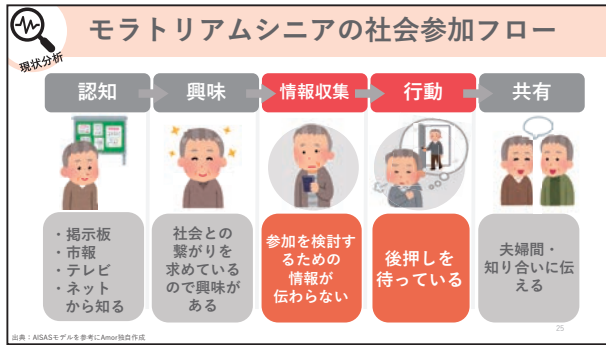 モラトリアムシニアの社会参加フロー
現状分析
認知
興味
情報収集
行動
共有
・掲示板
・市報
・テレビ
・ネット
から知る
社会との
繋がりを
求めている
ので興味が
ある
参加を検討す
るための
情報が
伝わらない
後押しを
待っている
夫婦間・
知り合いに伝
える
25
出典：AISASモデルを参考にAmor独自作成